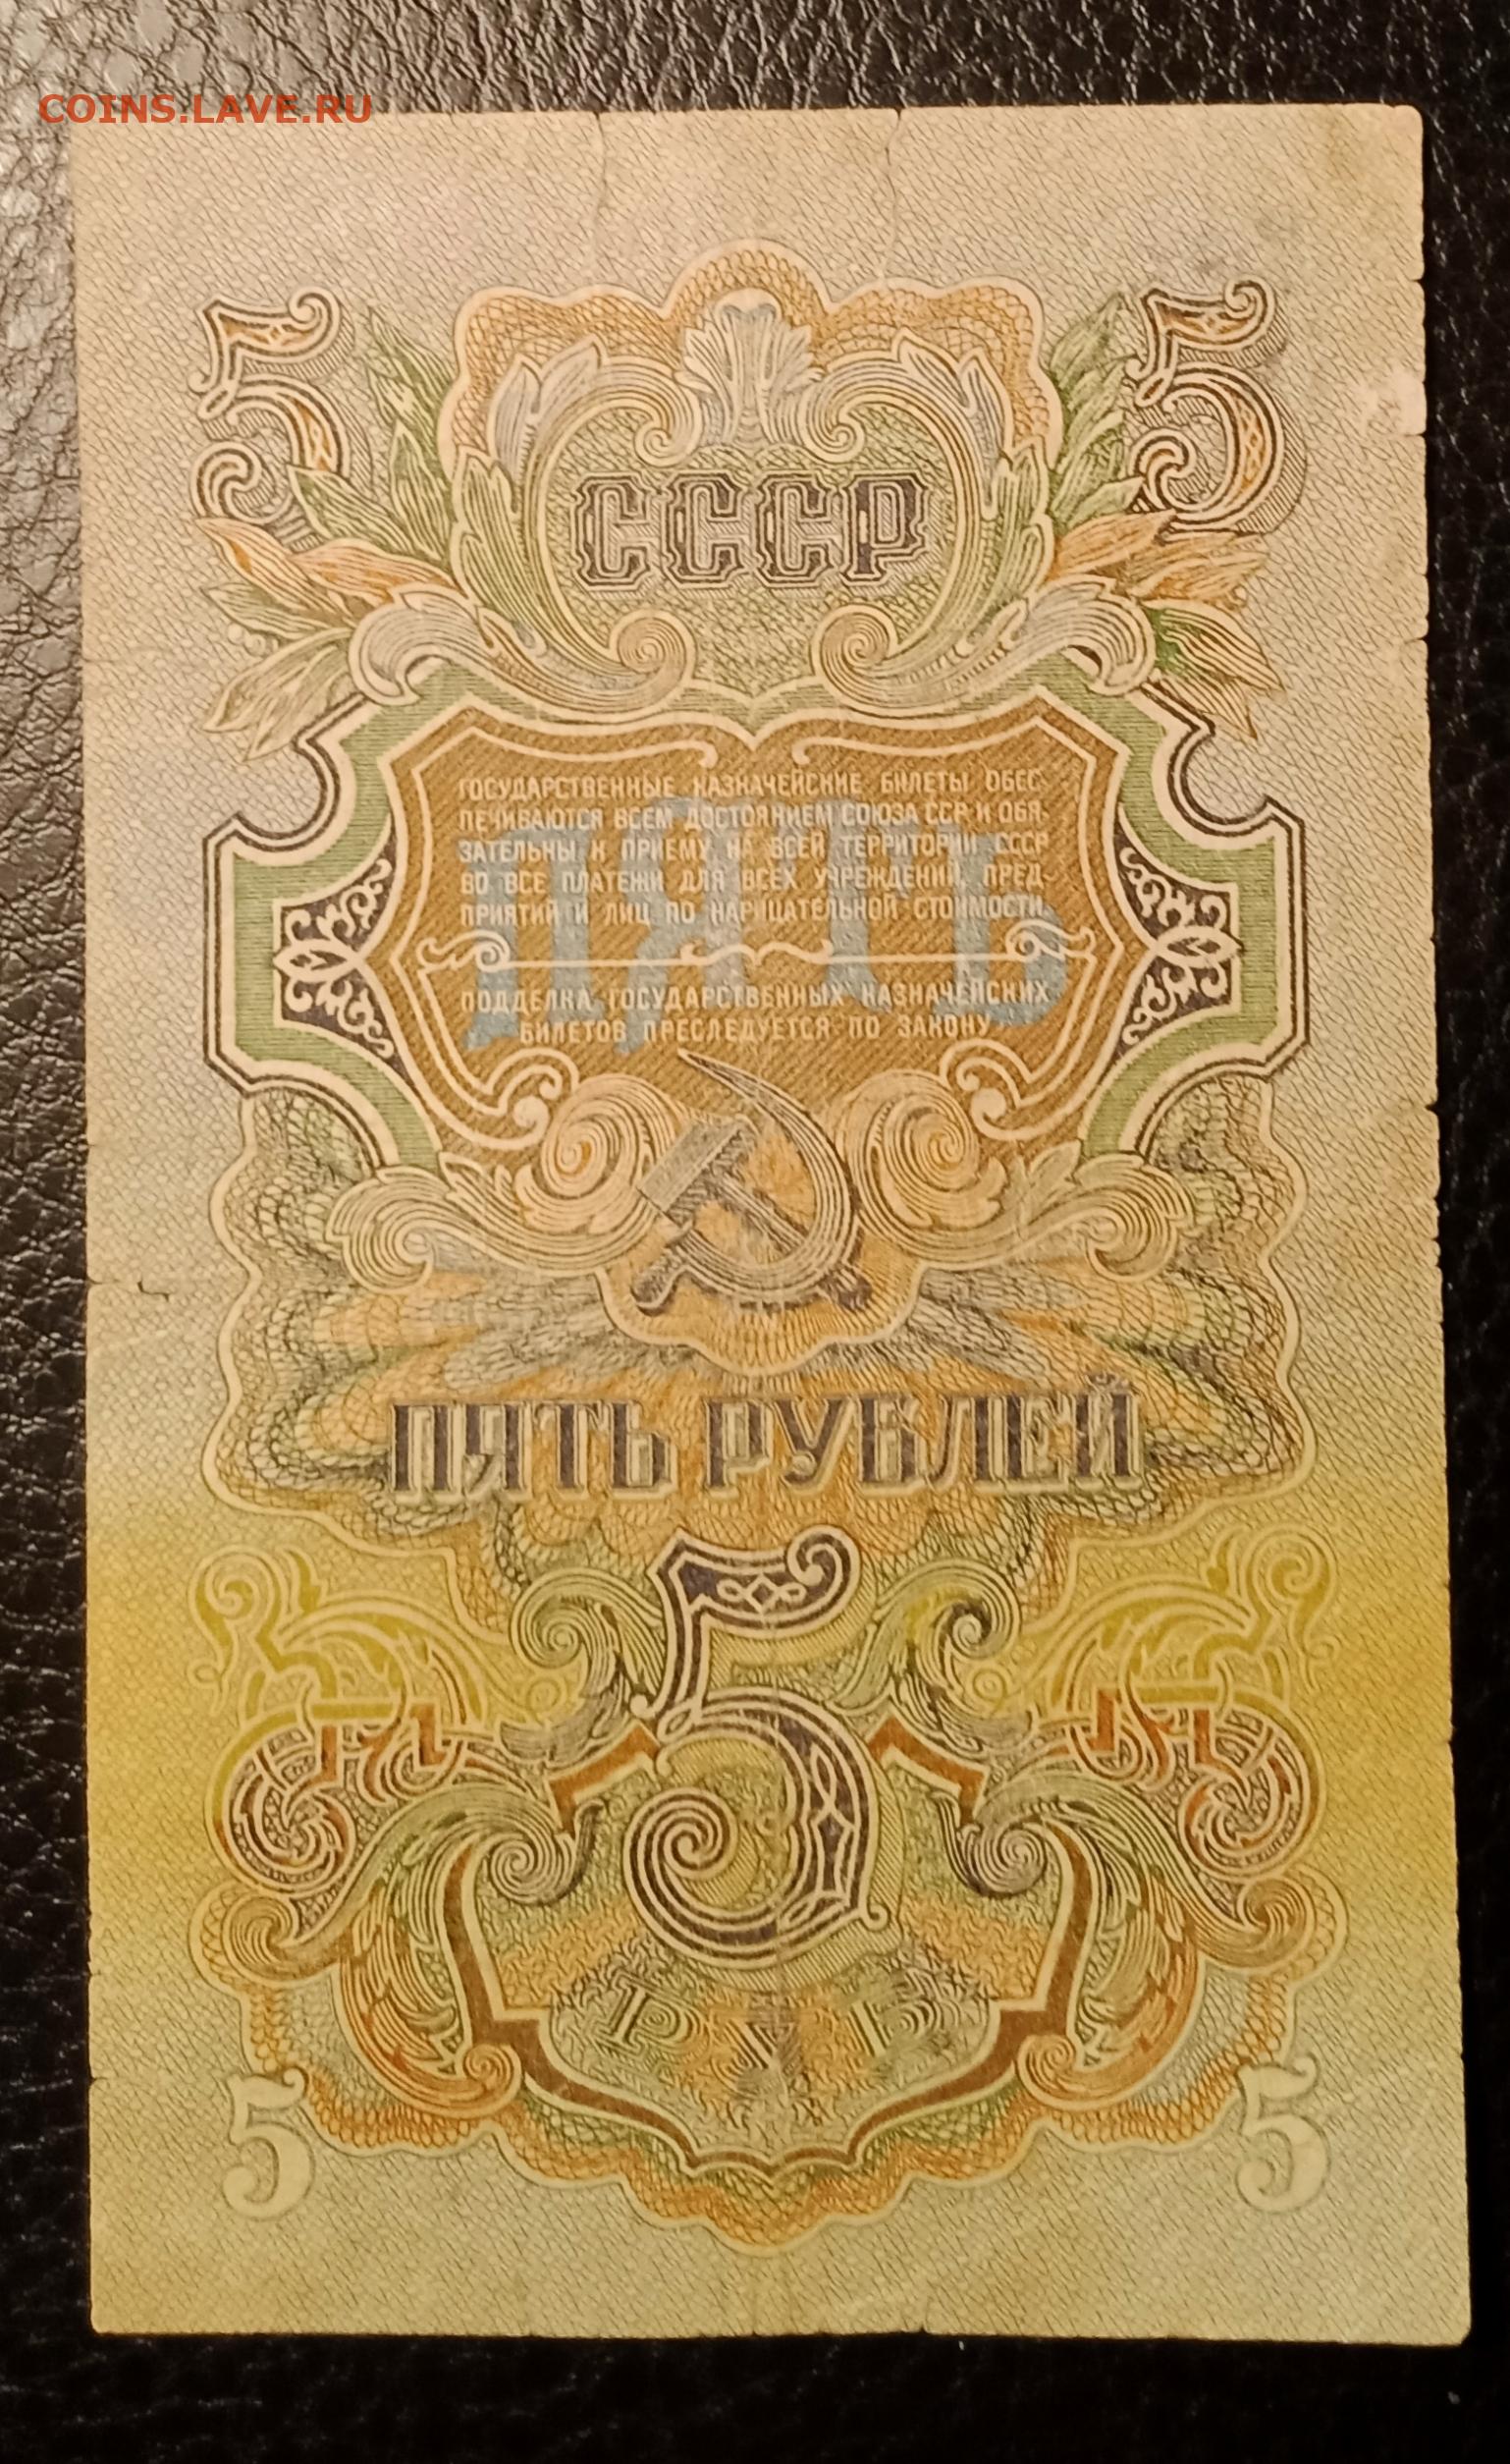 COINS.LAVE.RU
5 5
СССР
ПЯТЬ
ГОСУДАРСТВЕННЫЕ КАЗНАЧЕЙСКИЕ БИЛЕТЫ ОБЕС-
ПЕЧИВАЮТСЯ ВСЕМ ДОСТОЯНИЕМ СОЮЗА ССР И ОБЯ-
ЗАТЕЛЬНЫ К ПРИЕМУ НА ВСЕЙ ТЕРРИТОРИИ СССР
ВО ВСЕ ПЛАТЕЖИ ДЛЯ ВСЕХ УЧРЕЖДЕНИЙ, ПРЕД-
ПРИЯТИЙ И ЛИЦ ПО НАРИЦАТЕЛЬНОЙ СТОИМОСТИ.
ПОДДЕЛКА ГОСУДАРСТВЕННЫХ КАЗНАЧЕЙСКИХ
БИЛЕТОВ ПРЕСЛЕДУЕТСЯ ПО ЗАКОНУ.
ПЯТЬ РУБЛЕЙ
5
РУБ
5 5